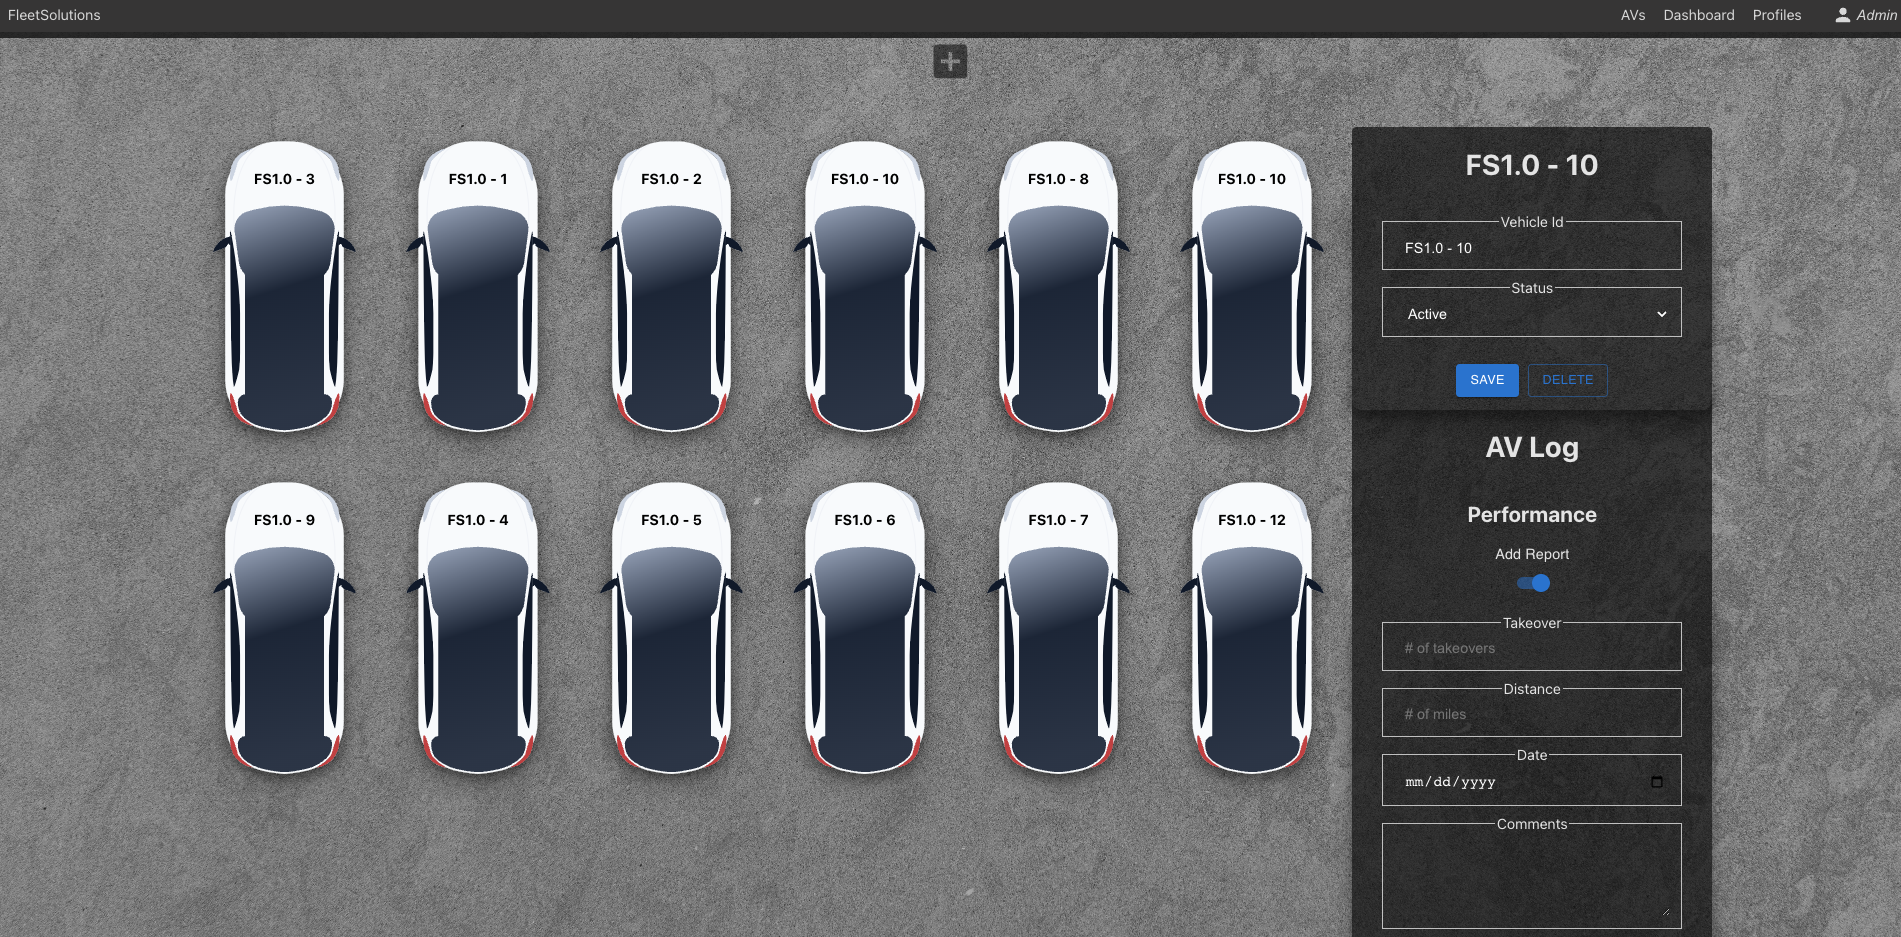 FleetSolutions
AVs Dashboard Profiles Admin
FS1.0 - 3
FS1.0 - 1
FS1.0 - 2
FS1.0 - 10
FS1.0 - 8
FS1.0 - 10
FS1.0 - 9
FS1.0 - 4
FS1.0 - 5
FS1.0 - 6
FS1.0 - 7
FS1.0 - 12
FS1.0 - 10
Vehicle Id
FS1.0 - 10
Status
Active
SAVE DELETE
AV Log
Performance
Add Report
Takeover
# of takeovers
Distance
# of miles
Date
mm/dd/yyyy
Comments